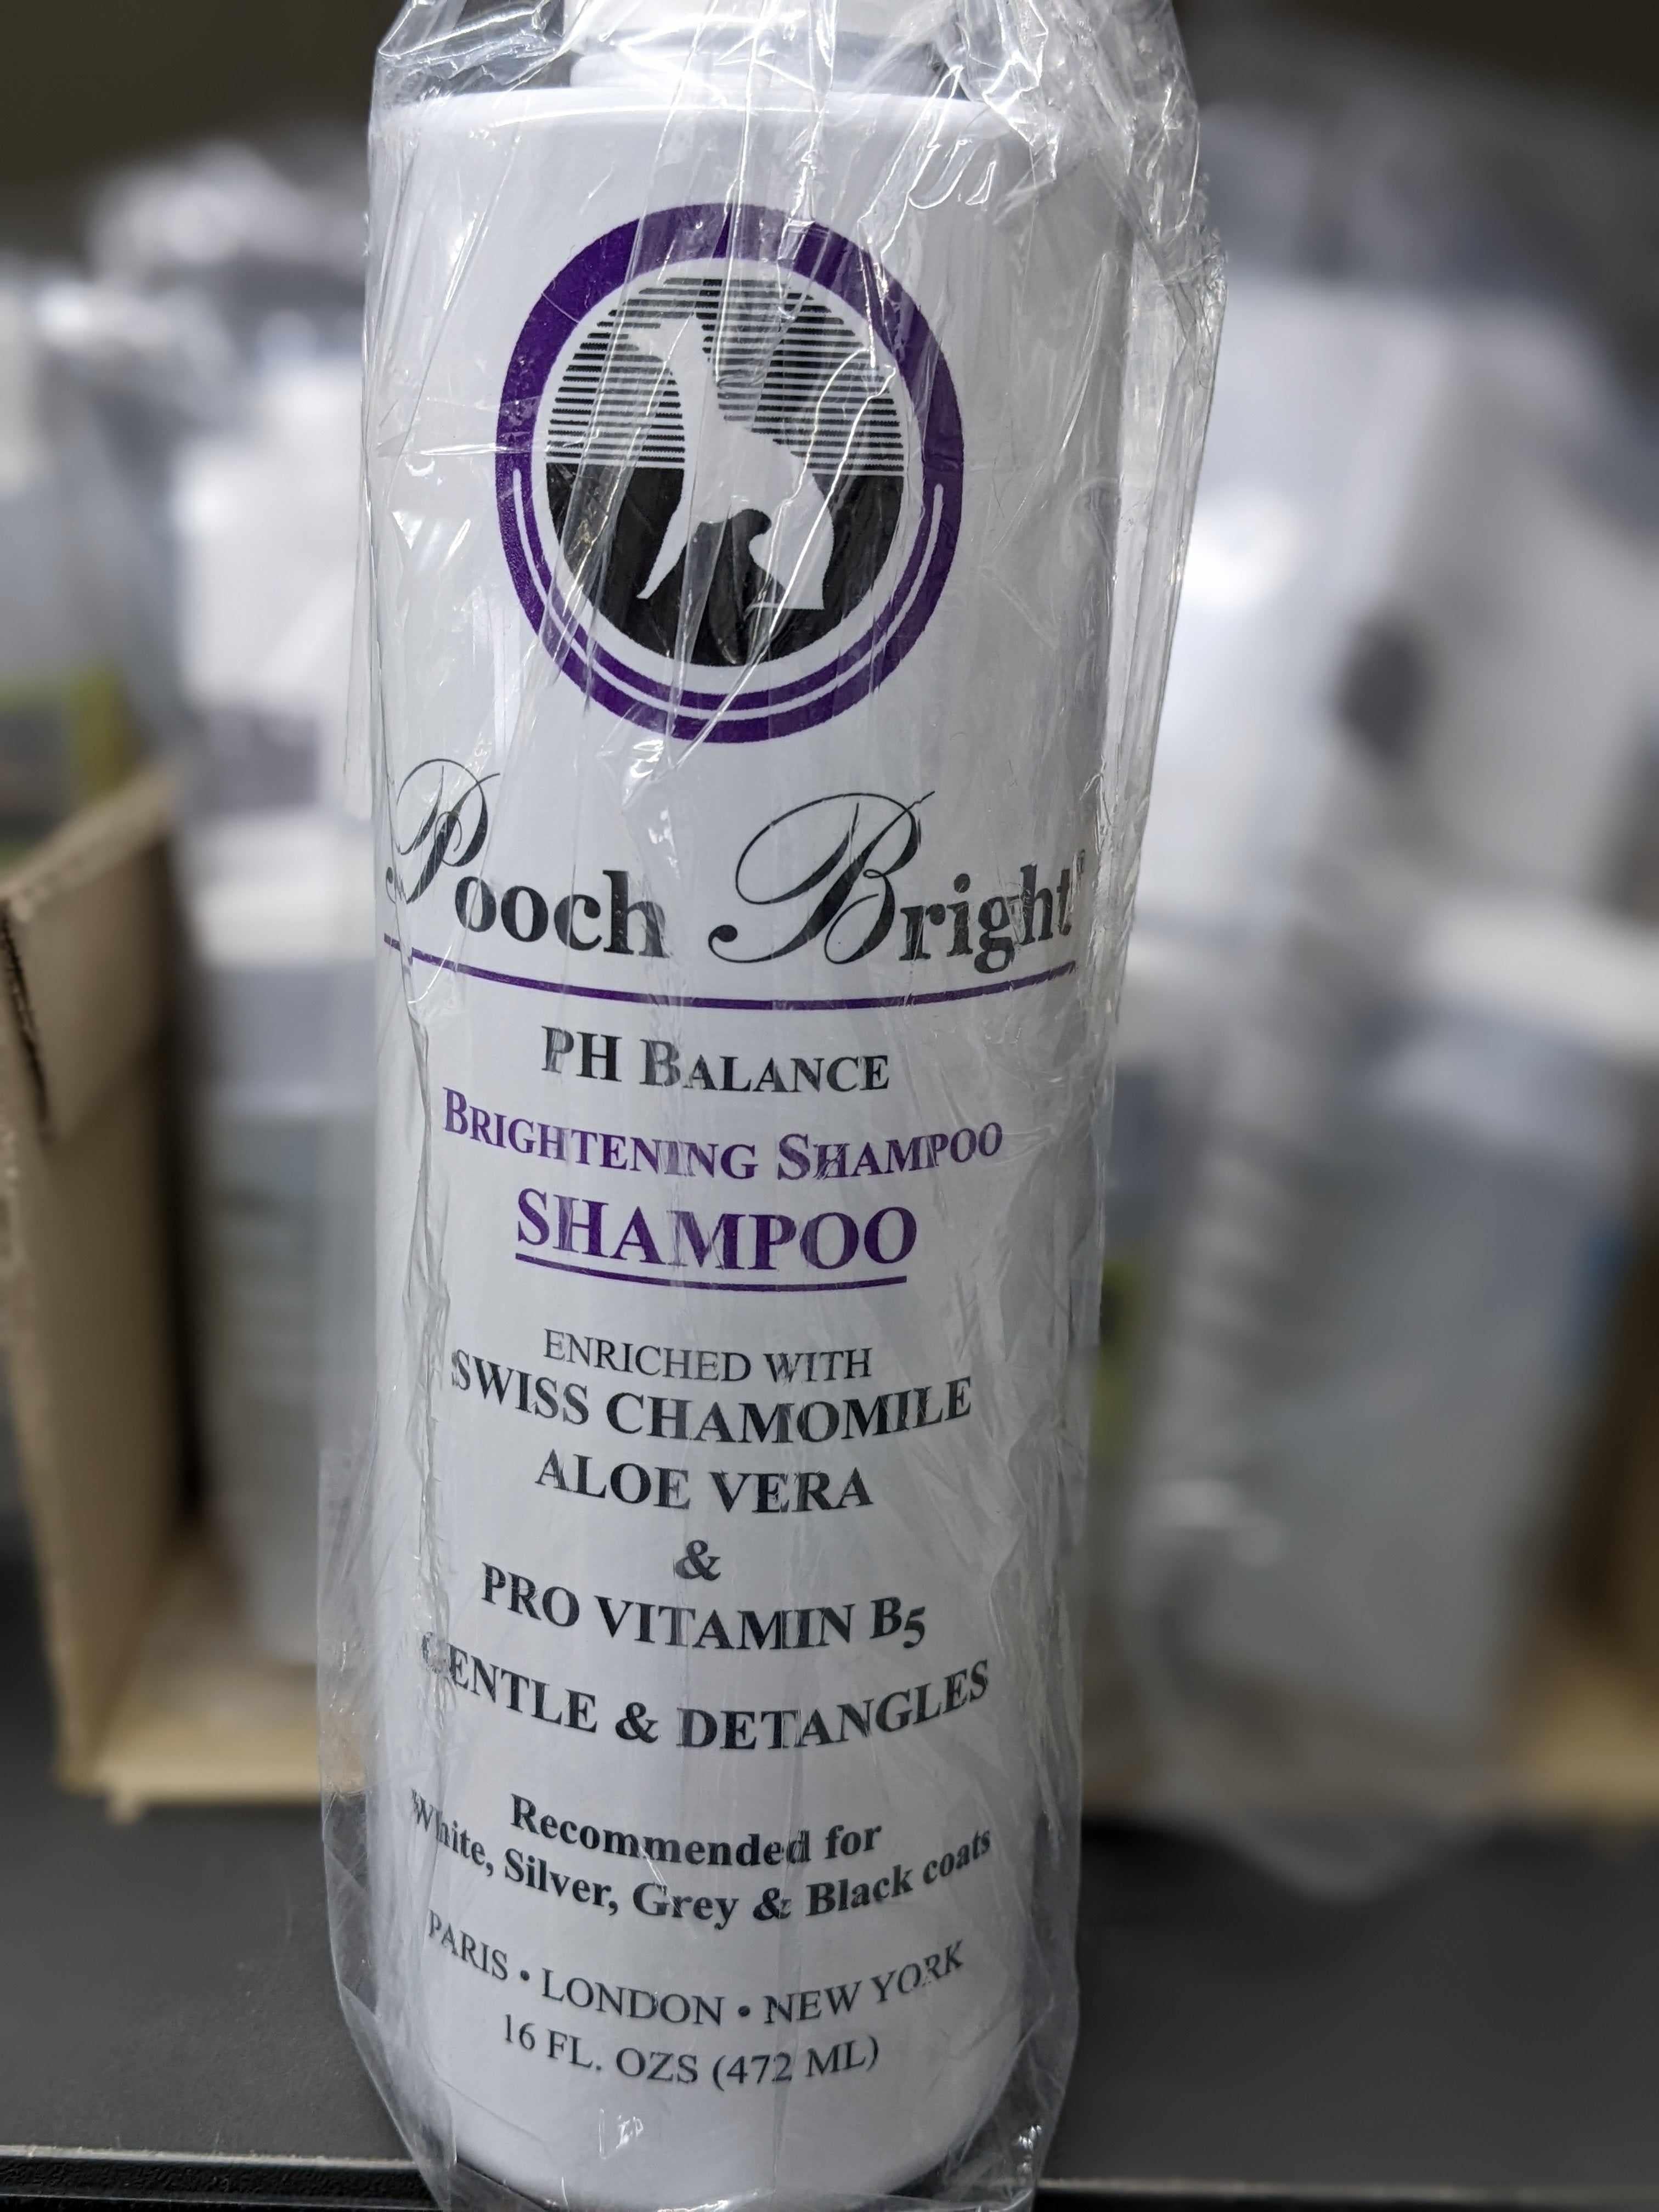 Pooch Bright
PH BALANCE
BRIGHTENING SHAMPOO
SHAMPOO
ENRICHED WITH
SWISS CHAMOMILE
ALOE VERA
&
PRO VITAMIN B5
GENTLE & DETANGLES
Recommended for
White, Silver, Grey & Black coats
PARIS • LONDON • NEW YORK
16 FL. OZS (472 ML)